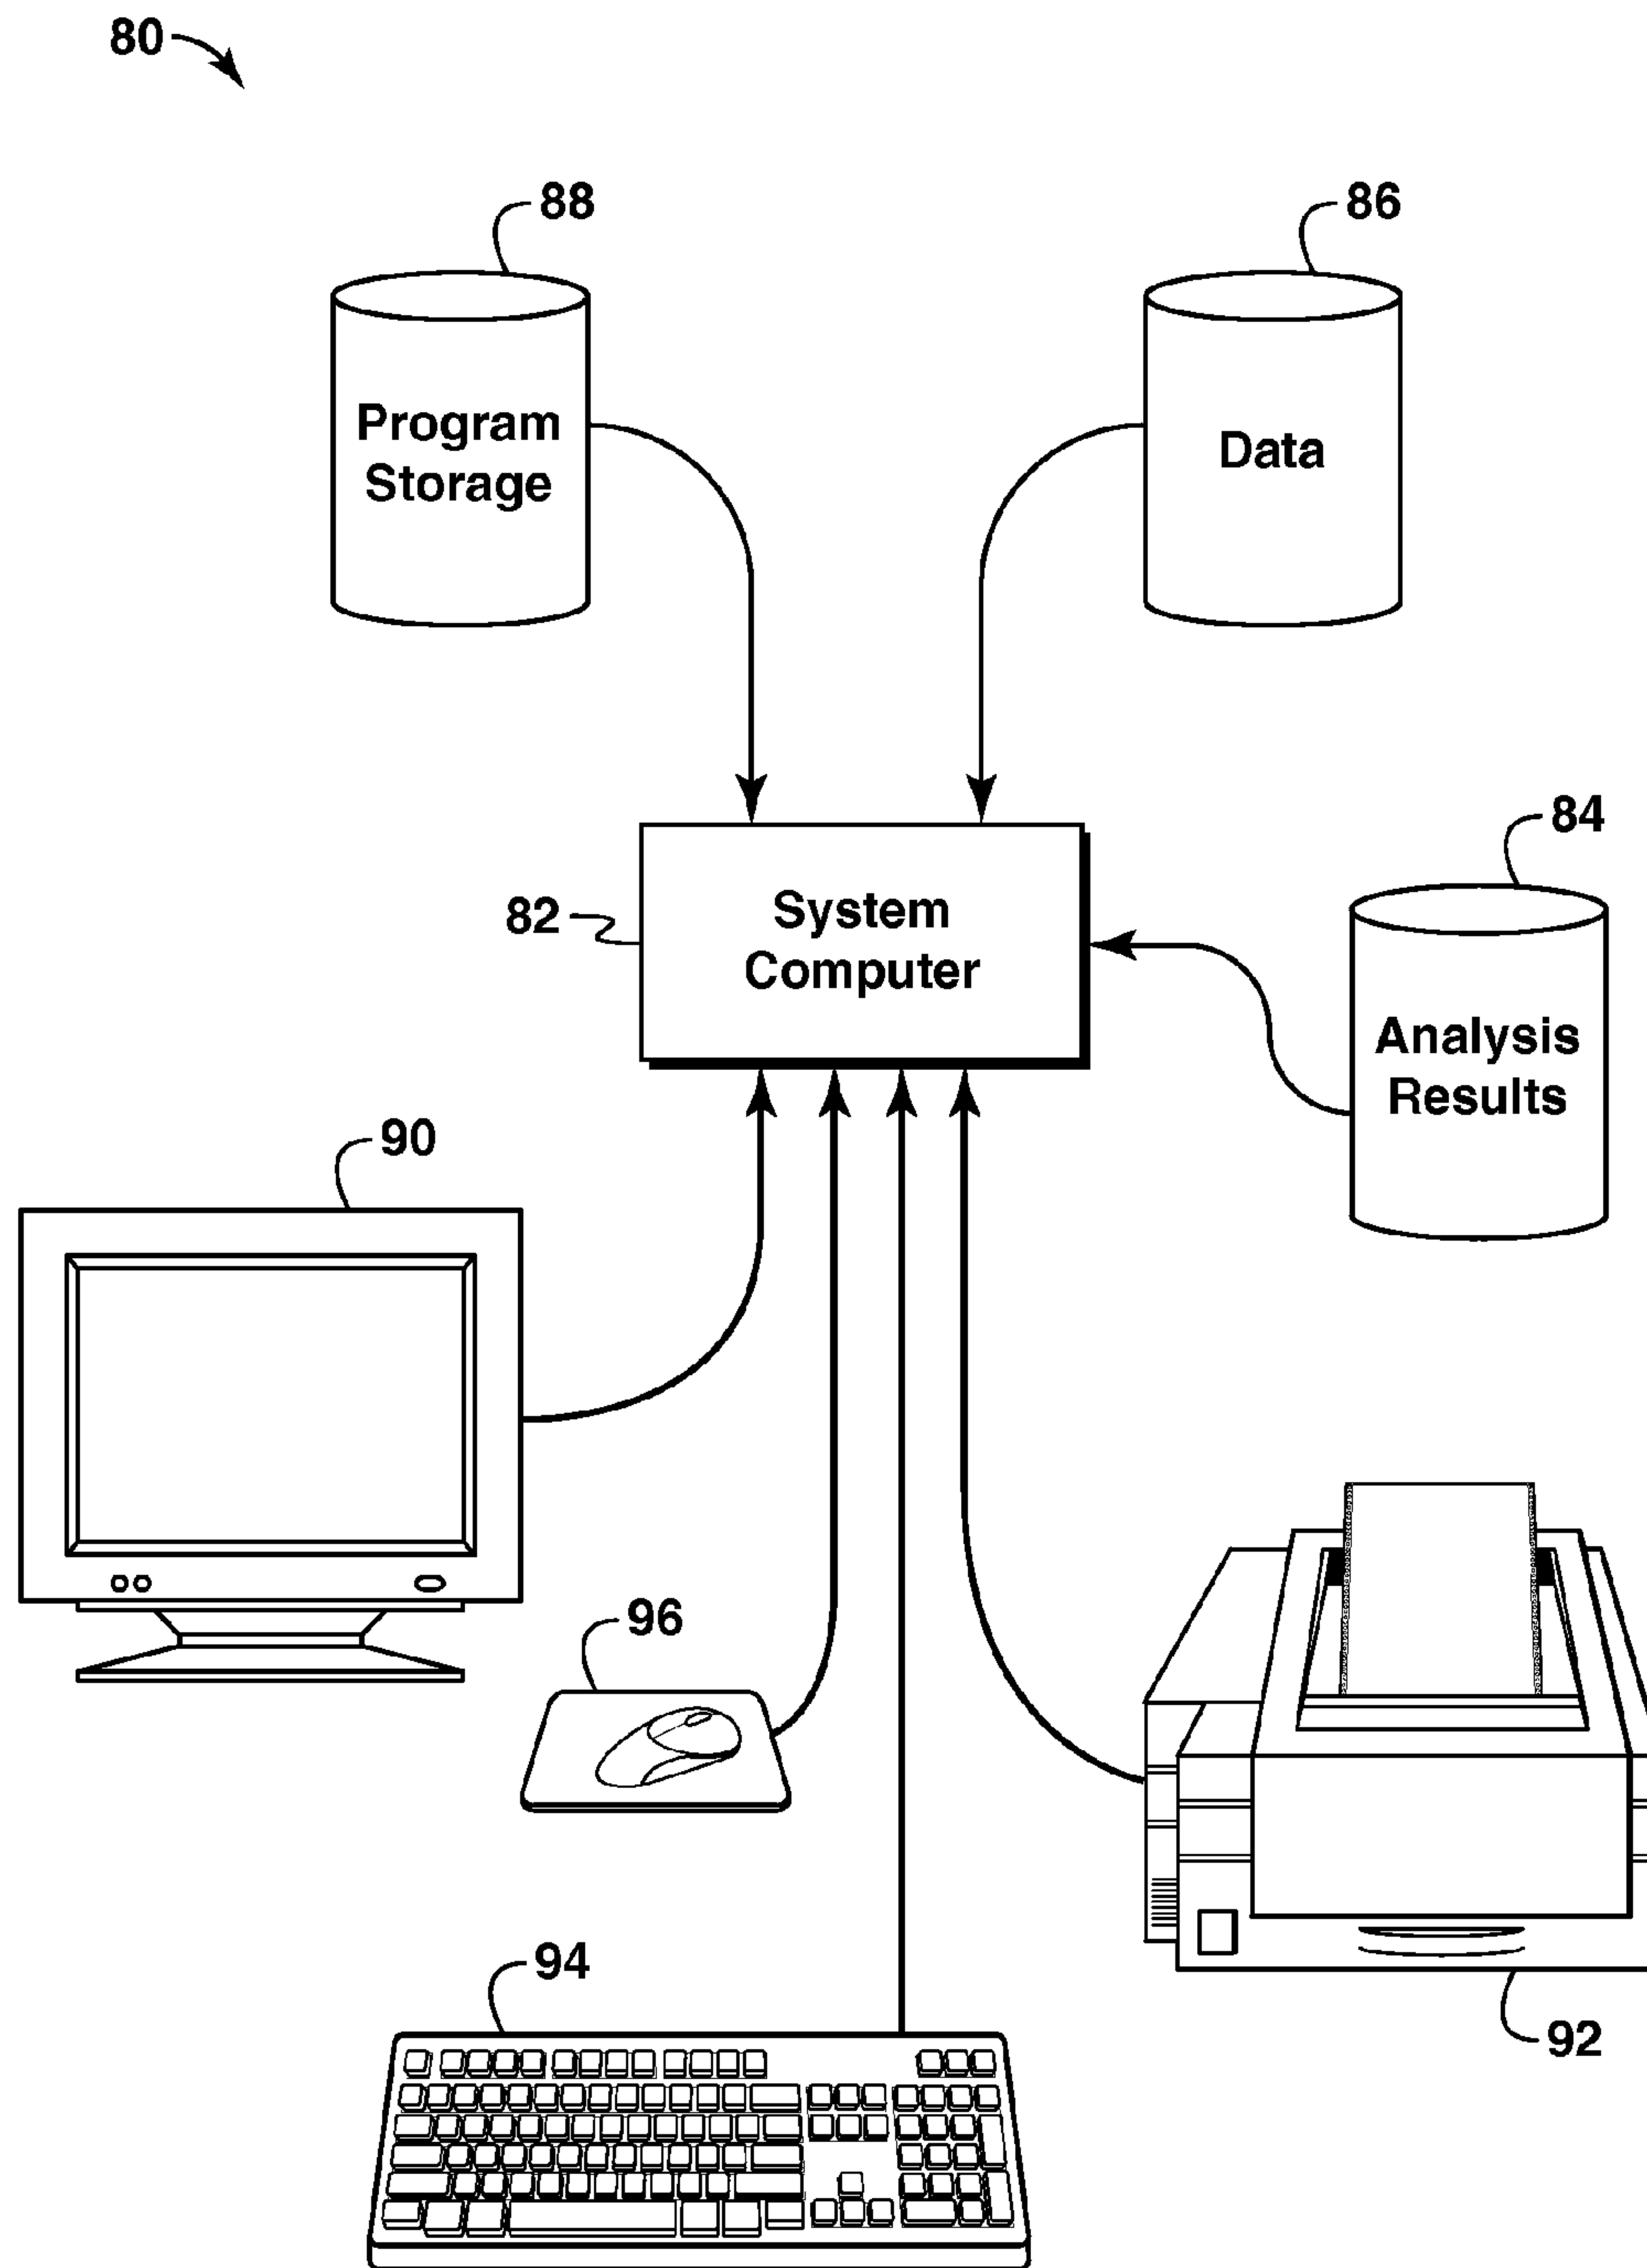 80
88
86
Program
Storage
Data
84
82
System
Computer
Analysis
Results
90
96
94
92